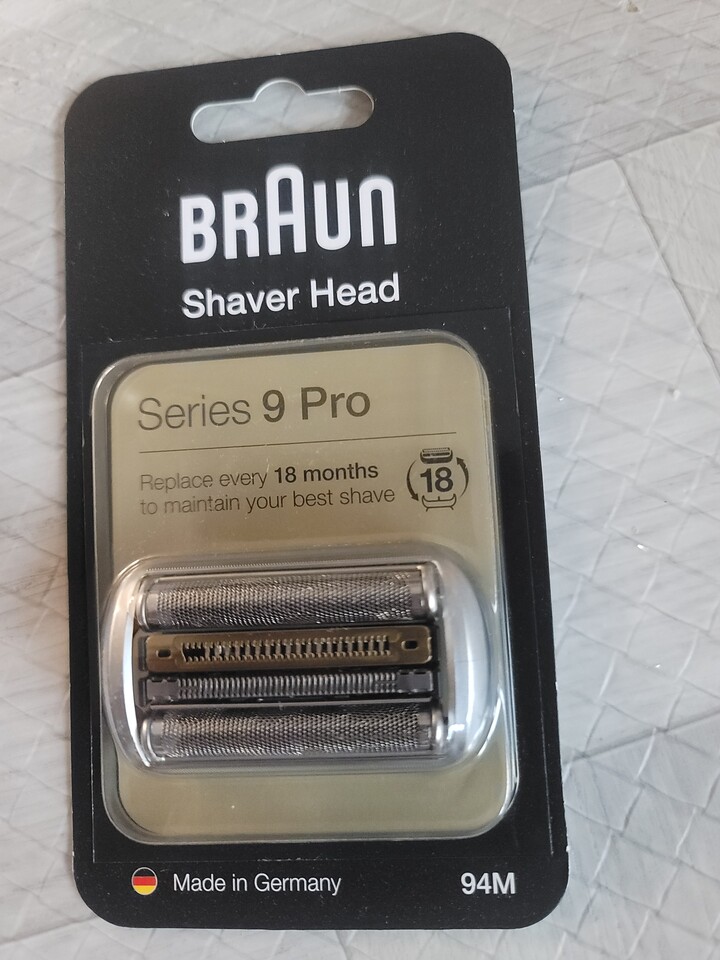 BRAUN
Shaver Head
Series 9 Pro
Replace every 18 months
to maintain your best shave
18
Made in Germany
94M